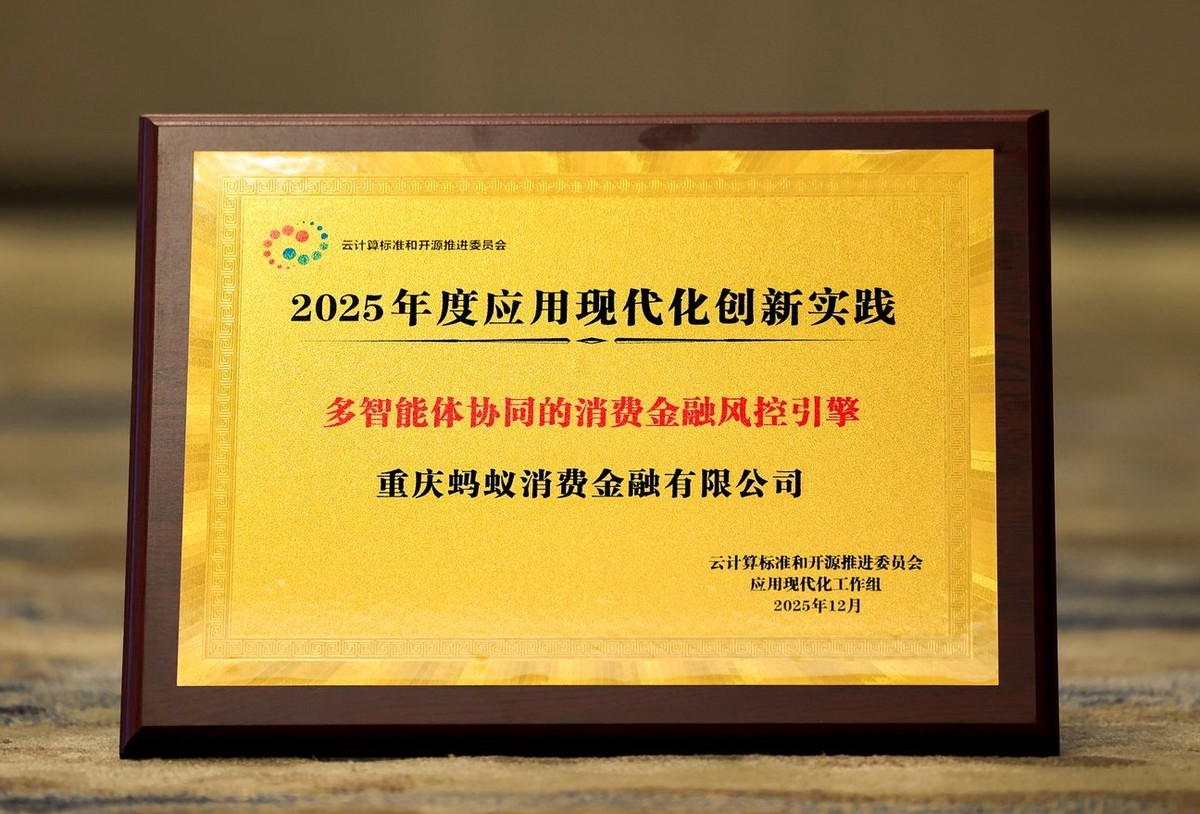 云计算标准和开源推进委员会
2025年度应用现代化创新实践
多智能体协同的消费金融风控引擎
重庆蚂蚁消费金融有限公司
云计算标准和开源推进委员会
应用现代化工作组
2025年12月